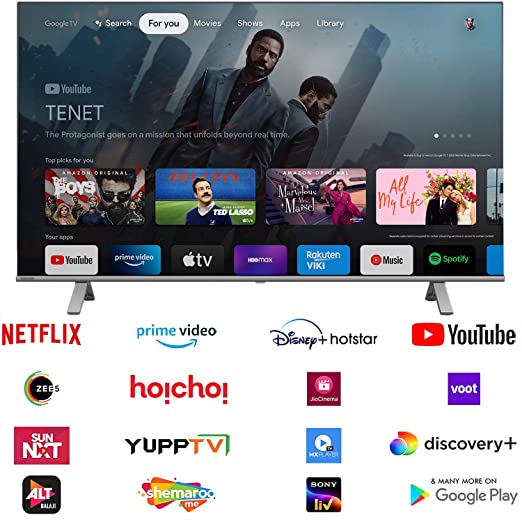 Google TV
Search
For you
Movies
Shows
Apps
Library
YouTube
TENET
The Protagonist goes on a mission that unfolds beyond real time.
Top picks for you
AMAZON ORIGINAL
THE BOYS
TED LASSO
AMAZON ORIGINAL
The Marvelous Mrs. Maisel
All My Life
Your apps
YouTube
prime video
tv
HBOmax
Rakuten VIKI
Music
Spotify
NETFLIX
prime video
Disney+ hotstar
YouTube
ZEE5
hoichoi
JioCinema
voot
SUN NXT
YUPPTV
MX PLAYER
TV
discovery+
ALT BALAJI
shemaroo me
SONY liv
& MANY MORE ON
Google Play